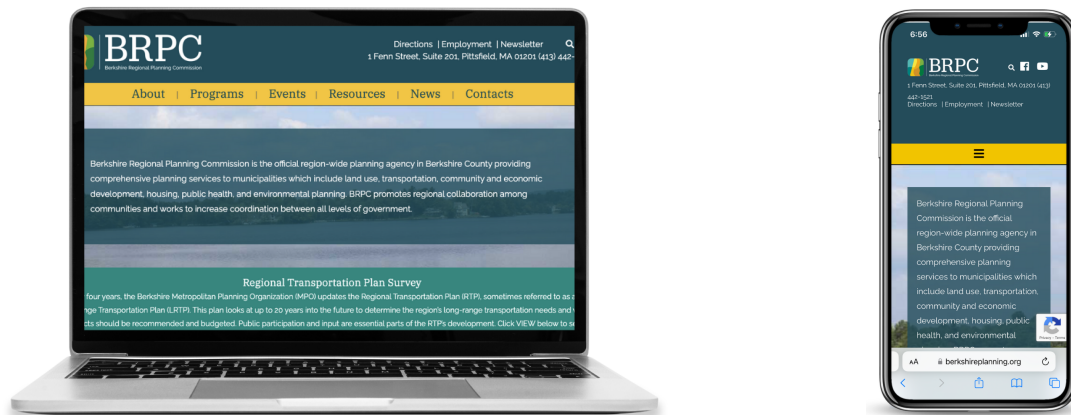 BRPC
Berkshire Regional Planning Commission
Directions | Employment | Newsletter
1 Fenn Street, Suite 201, Pittsfield, MA 01201 (413) 442-
About | Programs | Events | Resources | News | Contacts
Berkshire Regional Planning Commission is the official region-wide planning agency in Berkshire County providing
comprehensive planning services to municipalities which include land use, transportation, community and economic
development, housing, public health, and environmental planning. BRPC promotes regional collaboration among
communities and works to increase coordination between all levels of government.
Regional Transportation Plan Survey
four years, the Berkshire Metropolitan Planning Organization (MPO) updates the Regional Transportation Plan (RTP), sometimes referred to as
Transportation Plan (LRTP). This plan looks at up to 20 years into the future to determine the region's long-range transportation needs and
should be recommended and budgeted. Public participation and input are essential parts of the RTP's development. Click VIEW below to
6:56
BRPC
1 Fenn Street, Suite 201, Pittsfield, MA 01201 (413)
442-1521
Directions | Employment | Newsletter
Berkshire Regional Planning
Commission is the official
region-wide planning agency in
Berkshire County providing
comprehensive planning
services to municipalities which
include land use, transportation,
community and economic
development, housing, public
health, and environmental
Privacy - Terms
AA berkshireplanning.org